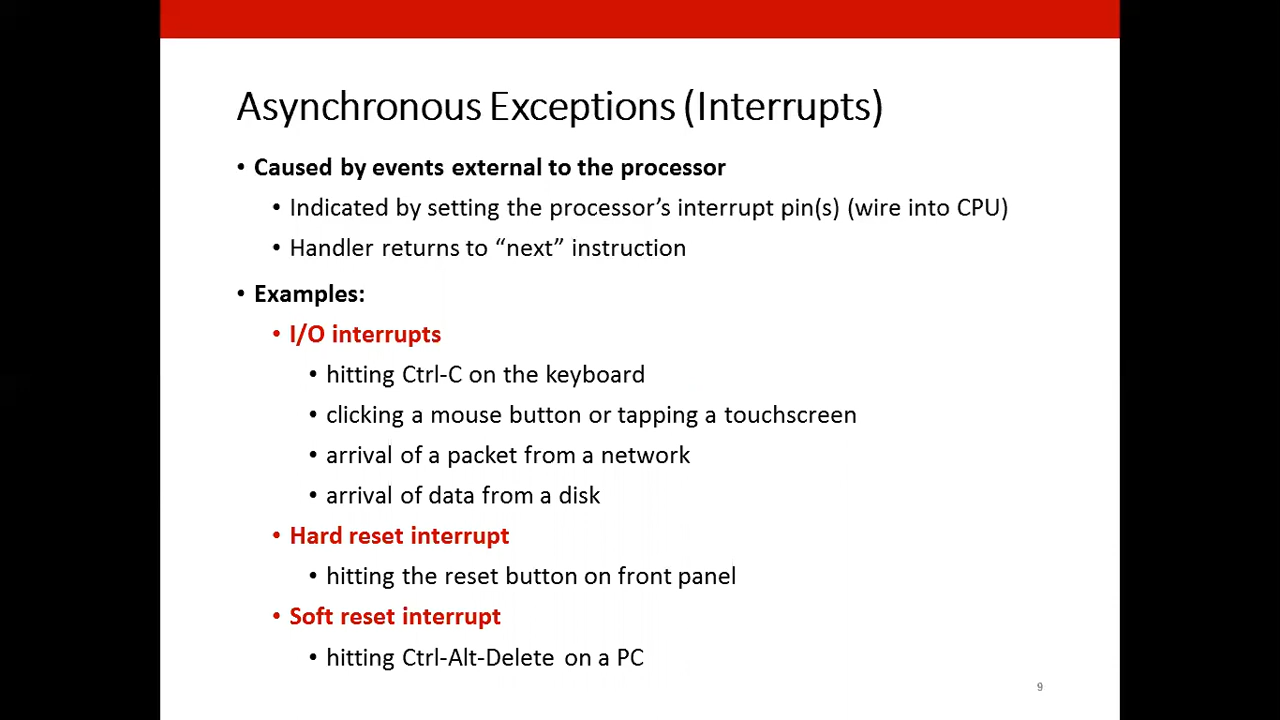 Asynchronous Exceptions (Interrupts)
• Caused by events external to the processor
• Indicated by setting the processor’s interrupt pin(s) (wire into CPU)
• Handler returns to “next” instruction
• Examples:
• I/O interrupts
• hitting Ctrl-C on the keyboard
• clicking a mouse button or tapping a touchscreen
• arrival of a packet from a network
• arrival of data from a disk
• Hard reset interrupt
• hitting the reset button on front panel
• Soft reset interrupt
• hitting Ctrl-Alt-Delete on a PC
9